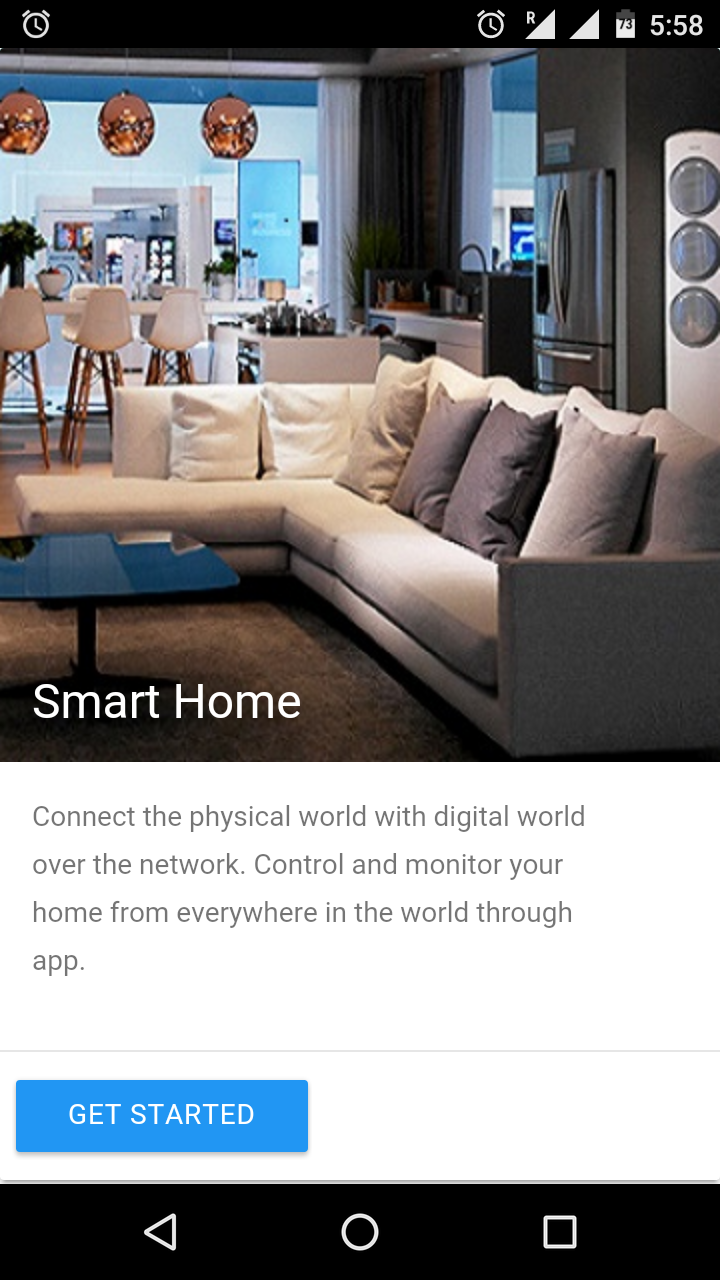 R 73 5:58
Smart Home
Connect the physical world with digital world
over the network. Control and monitor your
home from everywhere in the world through
app.
GET STARTED